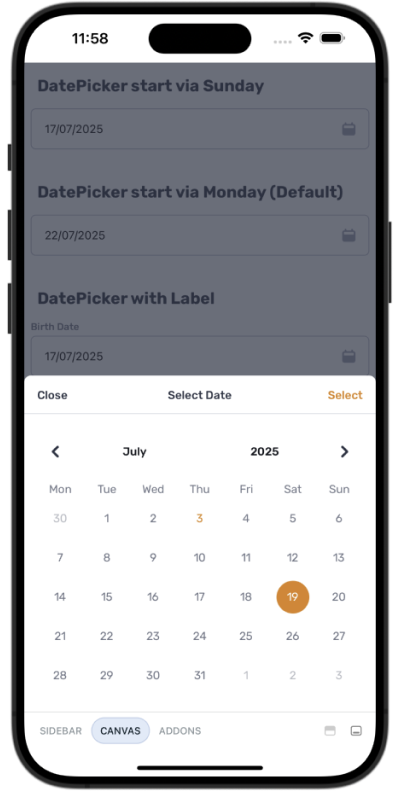 11:58
DatePicker start via Sunday
17/07/2025
DatePicker start via Monday (Default)
22/07/2025
DatePicker with Label
Birth Date
17/07/2025
Close Select Date Select
July 2025
Mon Tue Wed Thu Fri Sat Sun
30 1 2 3 4 5 6
7 8 9 10 11 12 13
14 15 16 17 18 19 20
21 22 23 24 25 26 27
28 29 30 31 1 2 3
SIDEBAR CANVAS ADDONS